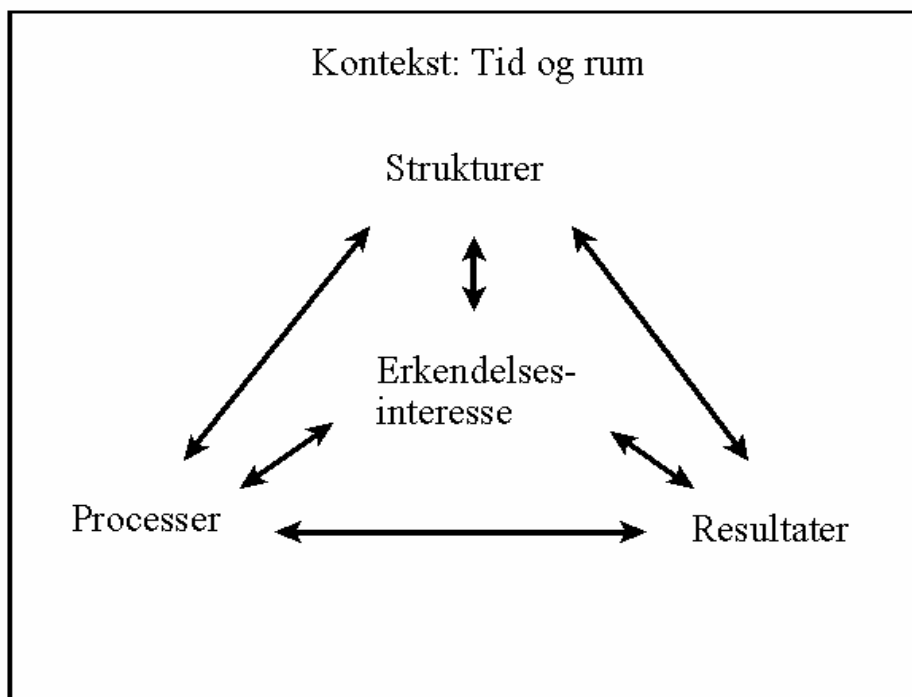 Kontekst: Tid og rum
Strukturer
Erkendelses-
interesse
Processer
Resultater